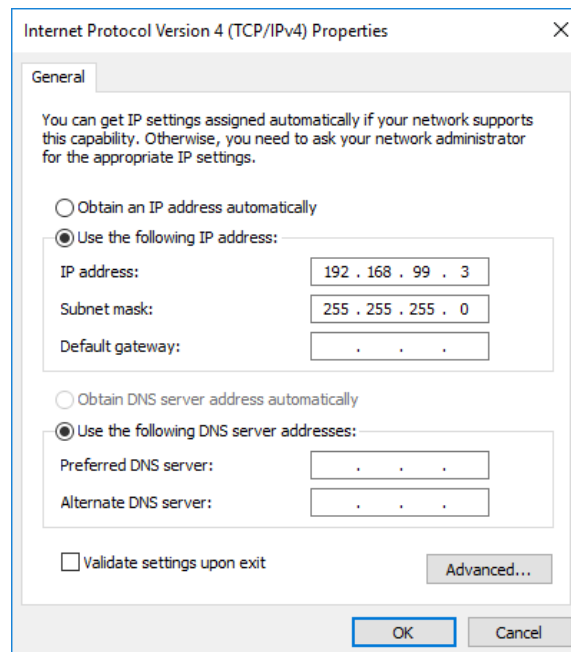 Internet Protocol Version 4 (TCP/IPv4) Properties
General
You can get IP settings assigned automatically if your network supports
this capability. Otherwise, you need to ask your network administrator
for the appropriate IP settings.
Obtain an IP address automatically
Use the following IP address:
IP address: 192 . 168 . 99 . 3
Subnet mask: 255 . 255 . 255 . 0
Default gateway: . . .
Obtain DNS server address automatically
Use the following DNS server addresses:
Preferred DNS server: . . .
Alternate DNS server: . . .
Validate settings upon exit
Advanced...
OK Cancel